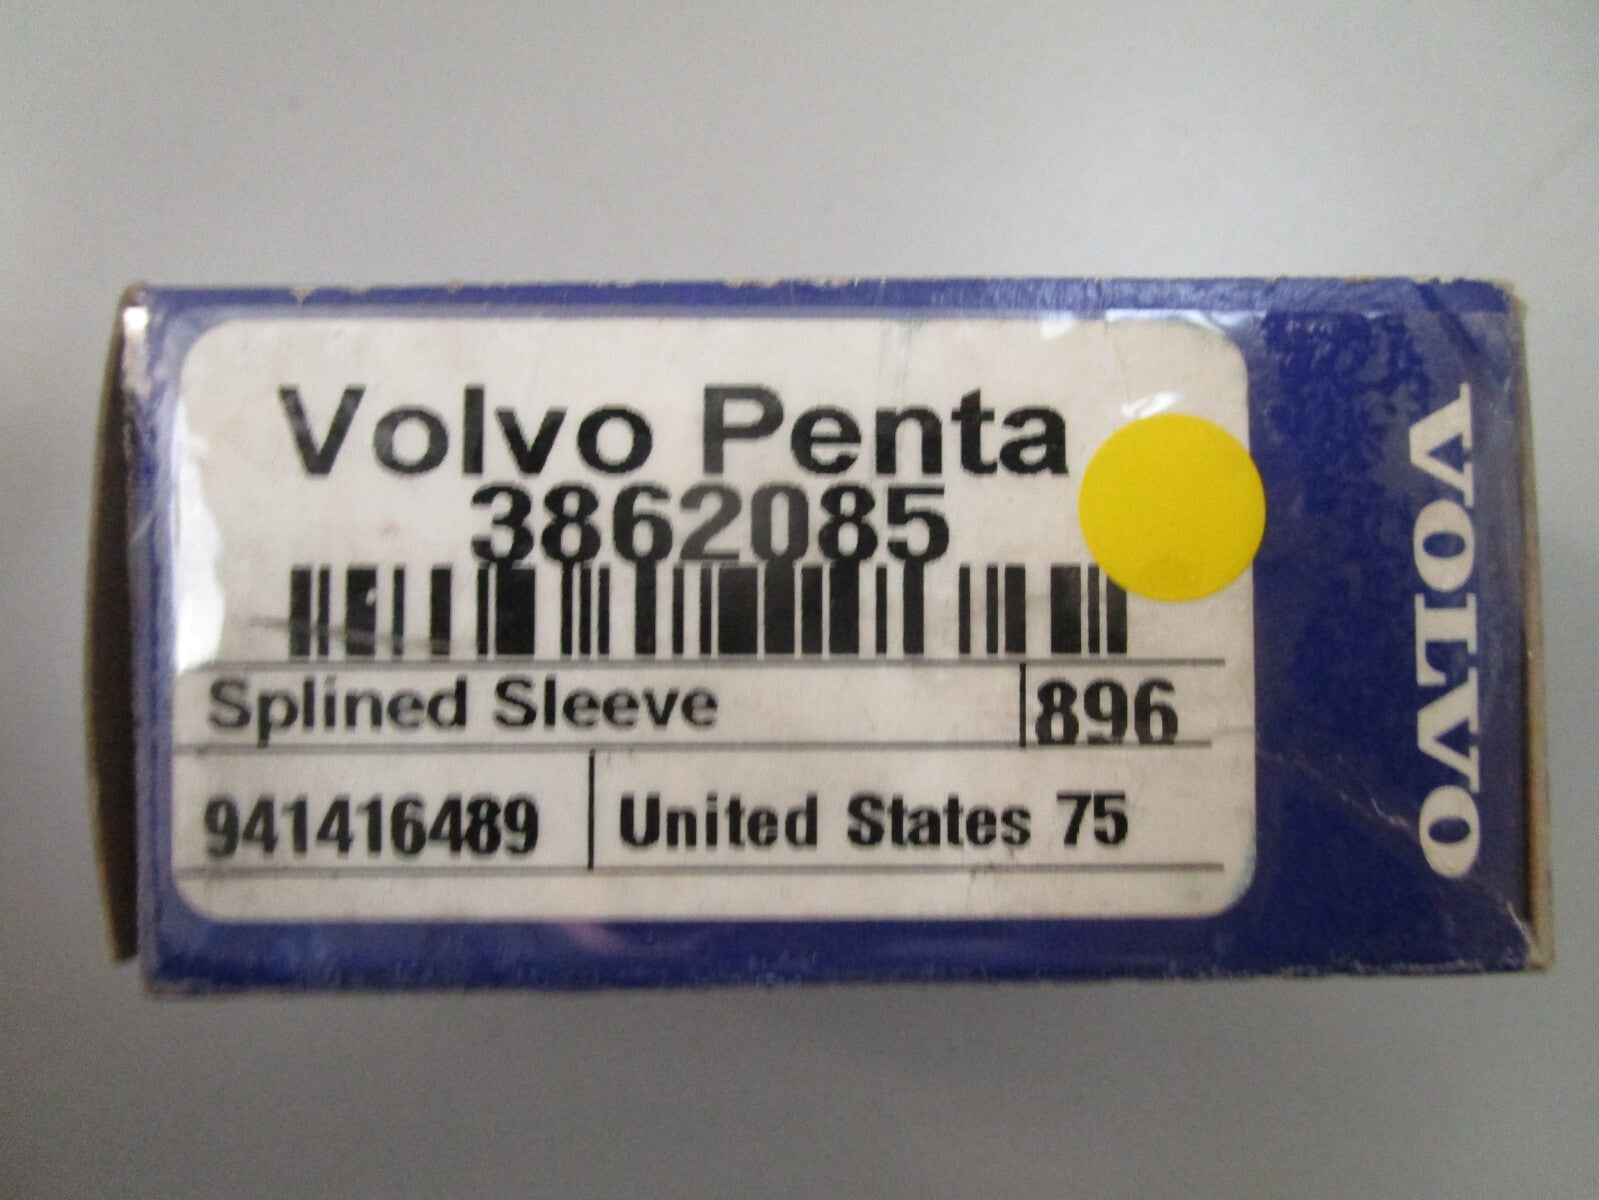 Volvo Penta
3862085
Splined Sleeve 896
941416489 United States 75
VOLVO